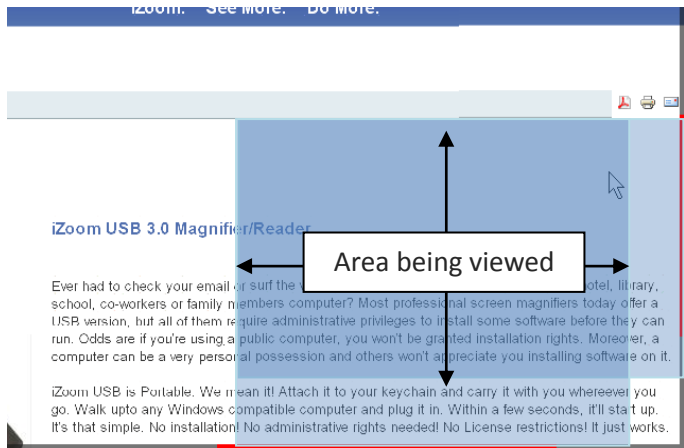 iZoom. See More. Do More.
iZoom USB 3.0 Magnifier/Reader
Area being viewed
Ever had to check your email or surf the otel, library,
school, co-workers or family members computer? Most professional screen magnifiers today offer a
USB version, but all of them require administrative privileges to install some software before they can
run. Odds are if you're using a public computer, you won't be granted installation rights. Moreover, a
computer can be a very personal possession and others won't appreciate you installing software on it.
iZoom USB is Portable. We mean it! Attach it to your keychain and carry it with you whereever you
go. Walk upto any Windows compatible computer and plug it in. Within a few seconds, it'll start up.
It's that simple. No installation! No administrative rights needed! No License restrictions! It just works.